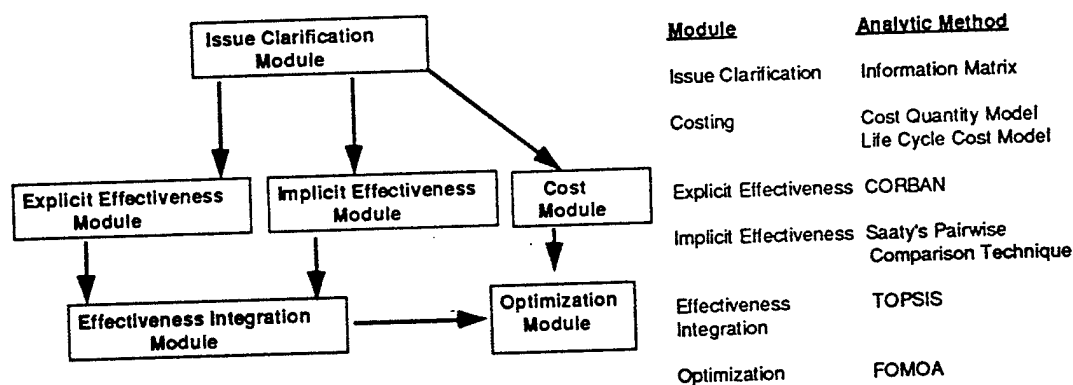 Issue Clarification
Module
Explicit Effectiveness
Module
Implicit Effectiveness
Module
Cost
Module
Effectiveness Integration
Module
Optimization
Module
Module Analytic Method
Issue Clarification Information Matrix
Costing Cost Quantity Model
Life Cycle Cost Model
Explicit Effectiveness CORBAN
Implicit Effectiveness Saaty's Pairwise
Comparison Technique
Effectiveness TOPSIS
Integration
Optimization FOMOA